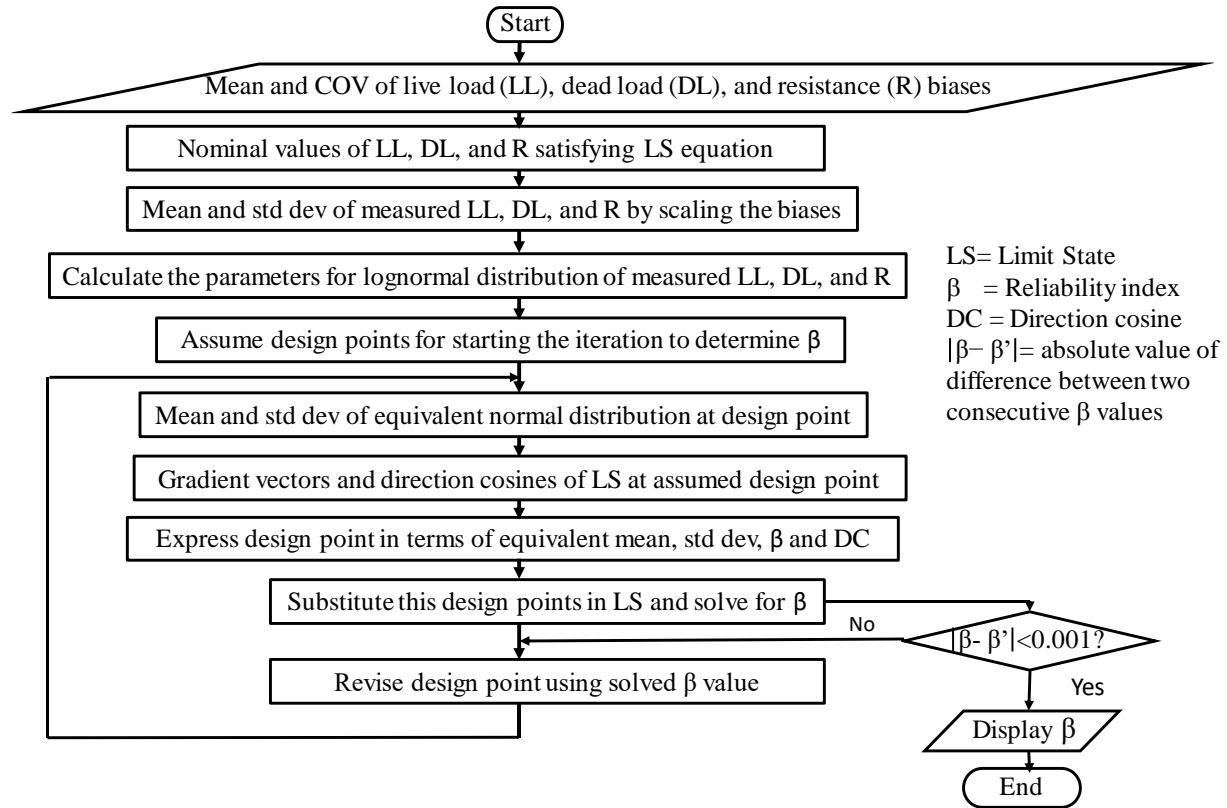 Start
Mean and COV of live load (LL), dead load (DL), and resistance (R) biases
Nominal values of LL, DL, and R satisfying LS equation
Mean and std dev of measured LL, DL, and R by scaling the biases
Calculate the parameters for lognormal distribution of measured LL, DL, and R
Assume design points for starting the iteration to determine β
Mean and std dev of equivalent normal distribution at design point
Gradient vectors and direction cosines of LS at assumed design point
Express design point in terms of equivalent mean, std dev, β and DC
Substitute this design points in LS and solve for β
|β- β’|<0.001?
No
Revise design point using solved β value
Yes
Display β
End
LS= Limit State
β = Reliability index
DC = Direction cosine
|β− β’|= absolute value of
difference between two
consecutive β values